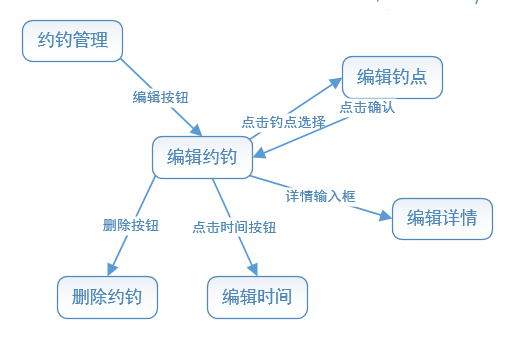 约钓管理
编辑钓点
编辑按钮
点击确认
点击钓点选择
编辑约钓
详情输入框
编辑详情
删除按钮
点击时间按钮
删除约钓
编辑时间